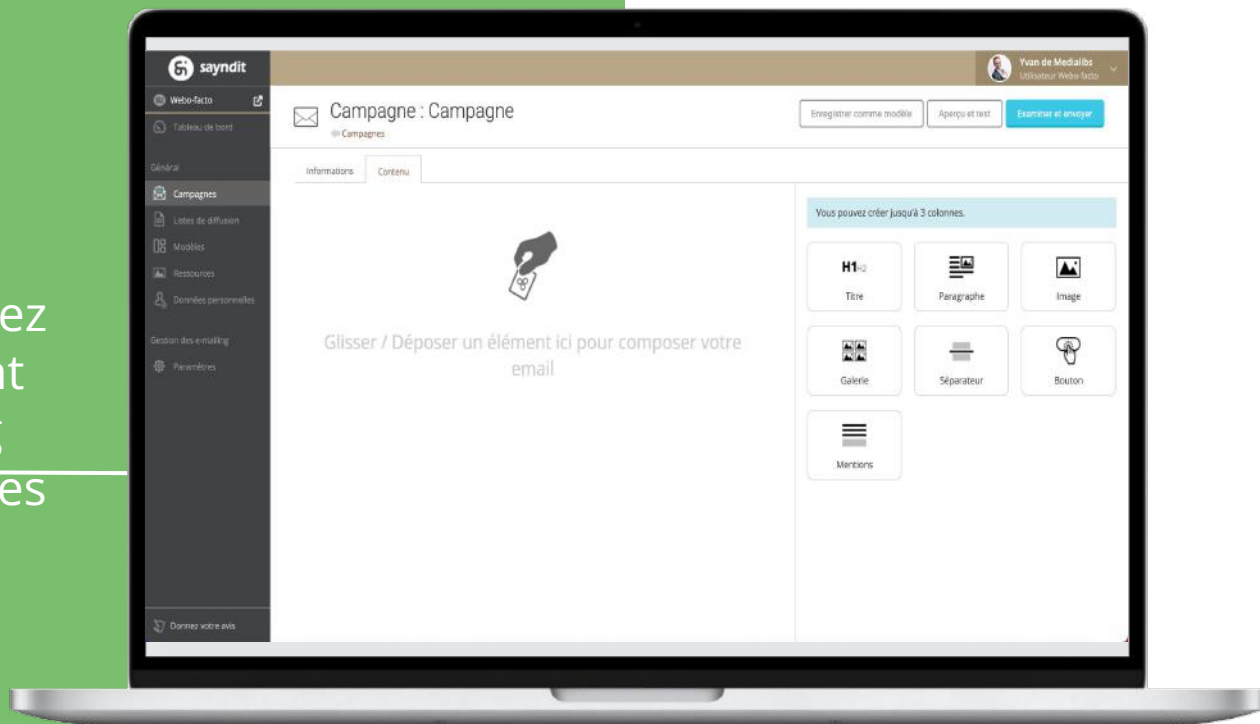 sayndit
Yvan de Medialibs
Utilisateur Webo-facto
Webo-facto
Tableau de bord
Général
Campagnes
Listes de diffusion
Modèles
Ressources
Données personnelles
Gestion des e-mailing
Paramètres
Donnez votre avis
Campagne : Campagne
Campagnes
Enregistrer comme modèle
Aperçu et test
Examiner et envoyer
Informations
Contenu
Glisser / Déposer un élément ici pour composer votre
email
Vous pouvez créer jusqu'à 3 colonnes.
H1-H2
Titre
Paragraphe
Image
Galerie
Séparateur
Bouton
Mentions